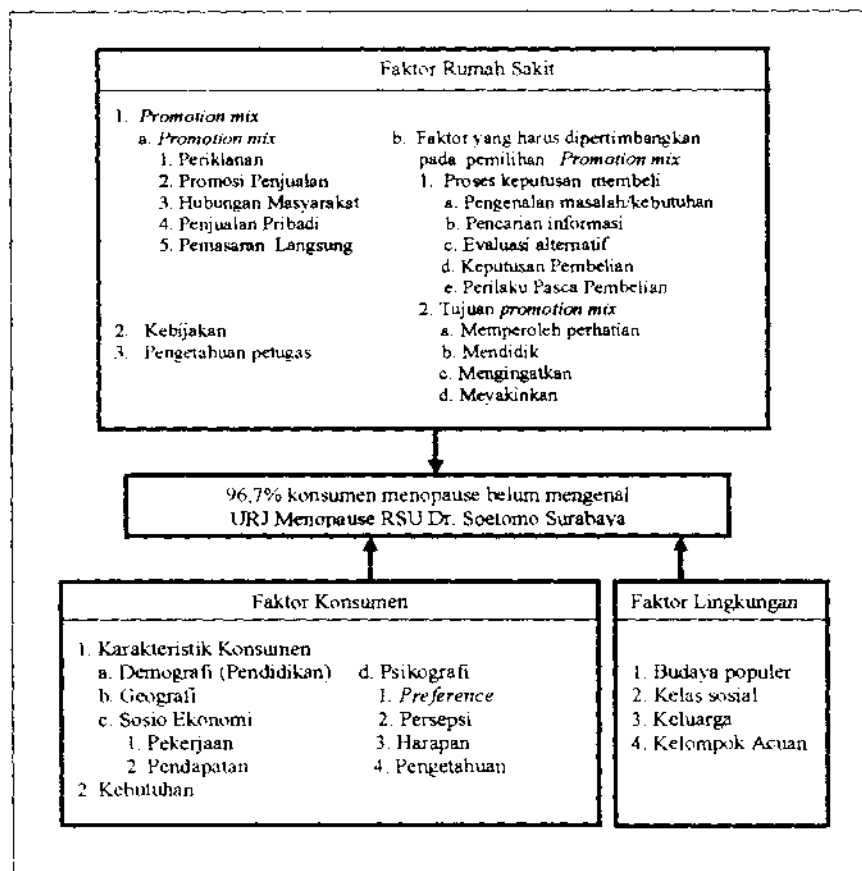 Faktor Rumah Sakit
1. Promotion mix
a. Promotion mix
1. Periklanan
2. Promosi Penjualan
3. Hubungan Masyarakat
4. Penjualan Pribadi
5. Pemasaran Langsung
2. Kebijakan
3. Pengetahuan petugas
b. Faktor yang harus dipertimbangkan
pada pemilihan Promotion mix
1. Proses keputusan membeli
a. Pengenalan masalah/kebutuhan
b. Pencarian informasi
c. Evaluasi alternatif
d. Keputusan Pembelian
e. Perilaku Pasca Pembelian
2. Tujuan promotion mix
a. Memperoleh perhatian
b. Mendidik
c. Mengingatkan
d. Meyakinkan
96,7% konsumen menopause belum mengenal
URJ Menopause RSU Dr. Soetomo Surabaya
Faktor Konsumen
1. Karakteristik Konsumen
a. Demografi (Pendidikan)
b. Geografi
c. Sosio Ekonomi
1. Pekerjaan
2 Pendapatan
2 Kebutuhan
d. Psikografi
1. Preference
2. Persepsi
3. Harapan
4. Pengetahuan
Faktor Lingkungan
1. Budaya populer
2. Kelas sosial
3. Keluarga
4. Kelompok Acuan